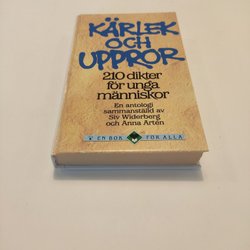 KÄRLEK
OCH
UPPROR
210 dikter
för unga
människor
En antologi
sammanställd av
Siv Widerberg
och Anna Artén
EN BOK FÖR ALLA